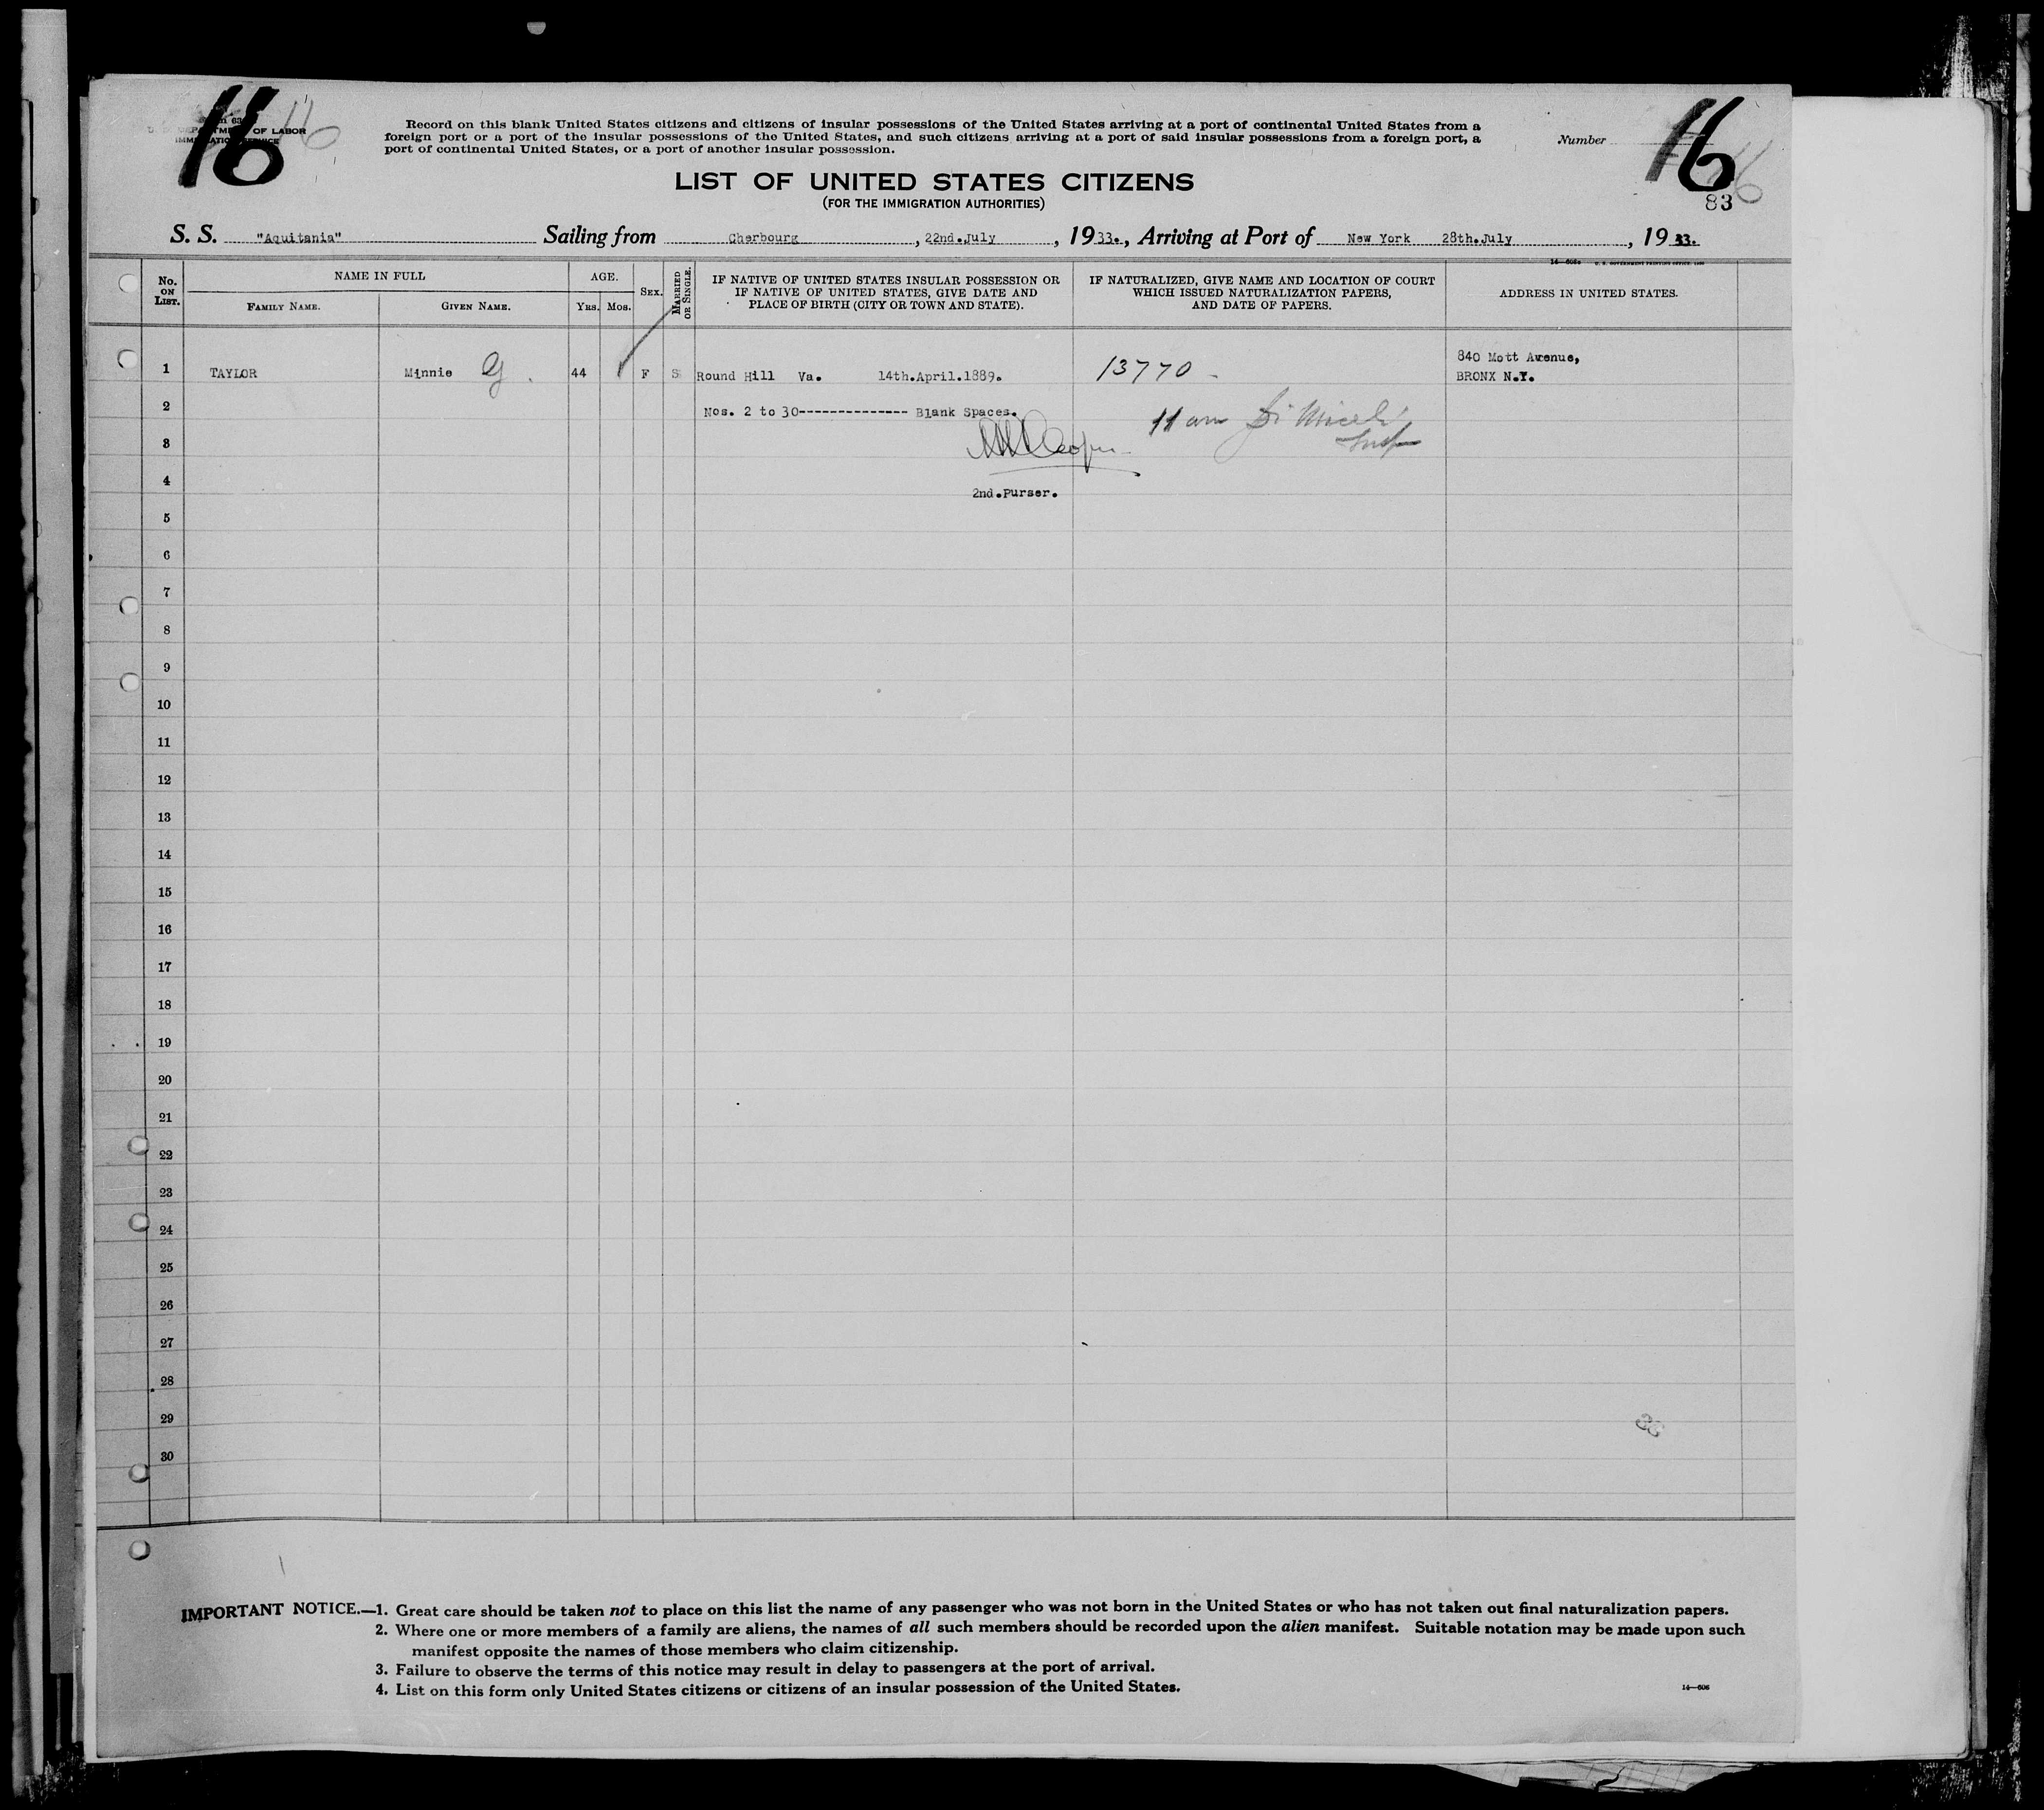 16 16
OF LABOR
Record on this blank United States citizens and citizens of insular possessions of the United States arriving at a port of continental United States from a
foreign port or a port of the insular possessions of the United States, and such citizens arriving at a port of said insular possessions from a foreign port, a
port of continental United States, or a port of another insular possession.
Number 16 16
83
LIST OF UNITED STATES CITIZENS
(FOR THE IMMIGRATION AUTHORITIES)
S. S. "Aquitania" Sailing from Cherbourg, 22nd.July, 1933., Arriving at Port of New York 28th.July, 1933.
No. ON LIST.
NAME IN FULL
FAMILY NAME.
GIVEN NAME.
AGE.
YRS. MOS.
SEX.
MARRIED OR SINGLE.
IF NATIVE OF UNITED STATES INSULAR POSSESSION OR
IF NATIVE OF UNITED STATES, GIVE DATE AND
PLACE OF BIRTH (CITY OR TOWN AND STATE).
IF NATURALIZED, GIVE NAME AND LOCATION OF COURT
WHICH ISSUED NATURALIZATION PAPERS,
AND DATE OF PAPERS.
ADDRESS IN UNITED STATES.
1 TAYLOR Minnie G. 44 F S Round Hill Va. 14th.April.1889. 13770 - 840 Mott Avenue,
BRONX N.Y.
2 Nos. 2 to 30-------------- Blank Spaces.
11 am
3
4 2nd.Purser.
5
6
7
8
9
10
11
12
13
14
15
16
17
18
19
20
21
22
23
24
25
26
27
28
29
30
IMPORTANT NOTICE.—1. Great care should be taken not to place on this list the name of any passenger who was not born in the United States or who has not taken out final naturalization papers.
2. Where one or more members of a family are aliens, the names of all such members should be recorded upon the alien manifest. Suitable notation may be made upon such
manifest opposite the names of those members who claim citizenship.
3. Failure to observe the terms of this notice may result in delay to passengers at the port of arrival.
4. List on this form only United States citizens or citizens of an insular possession of the United States.
14—606